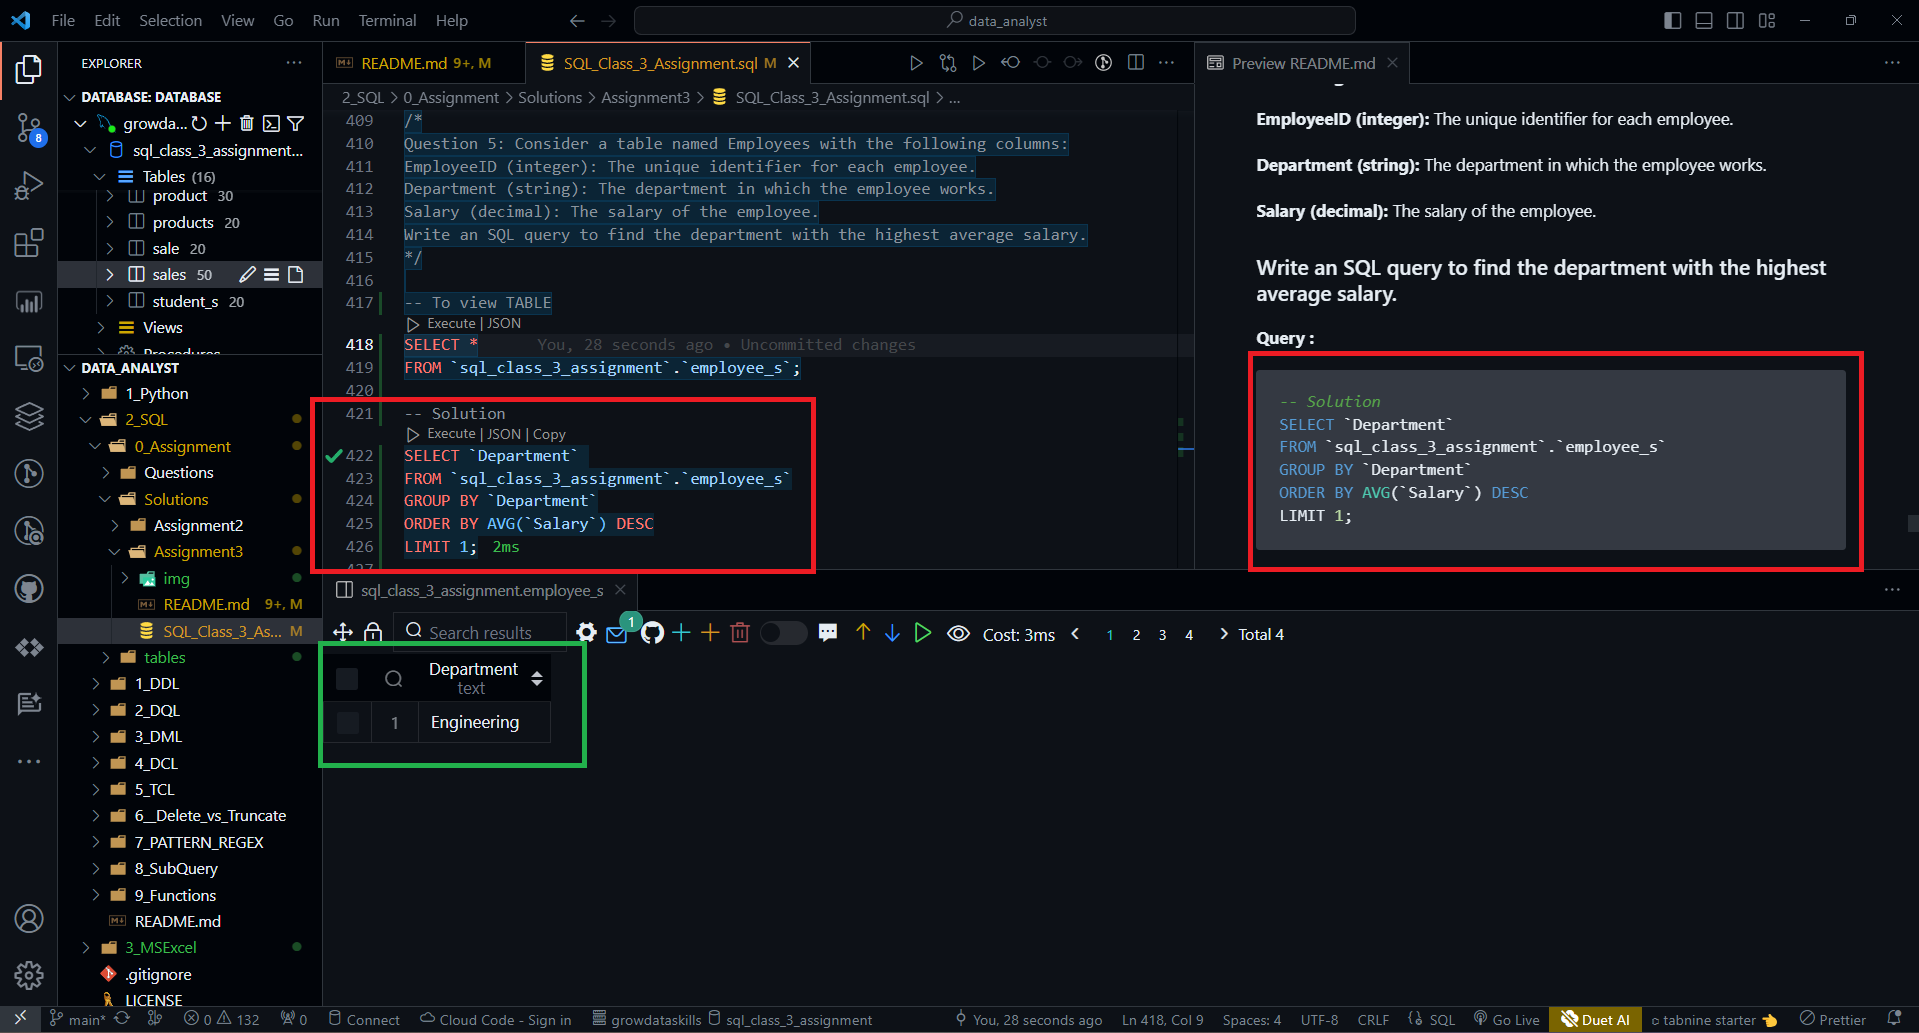 File Edit Selection View Go Run Terminal Help
data_analyst
EXPLORER
DATABASE: DATABASE
growda...
sql_class_3_assignment...
Tables (16)
product 30
products 20
sale 20
sales 50
student_s 20
Views
Procedures
DATA_ANALYST
1_Python
2_SQL
0_Assignment
Questions
Solutions
Assignment2
Assignment3
img
README.md 9+, M
SQL_Class_3_As... M
tables
1_DDL
2_DQL
3_DML
4_DCL
5_TCL
6__Delete_vs_Truncate
7_PATTERN_REGEX
8_SubQuery
9_Functions
README.md
3_MSExcel
.gitignore
LICENSE
8
README.md 9+, M
SQL_Class_3_Assignment.sql M
2_SQL > 0_Assignment > Solutions > Assignment3 > SQL_Class_3_Assignment.sql > ...
409 /*
410 Question 5: Consider a table named Employees with the following columns:
411 EmployeeID (integer): The unique identifier for each employee.
412 Department (string): The department in which the employee works.
413 Salary (decimal): The salary of the employee.
414 Write an SQL query to find the department with the highest average salary.
415 */
416
417 -- To view TABLE
Execute | JSON
418 SELECT * You, 28 seconds ago • Uncommitted changes
419 FROM `sql_class_3_assignment`.`employee_s`;
420
421 -- Solution
Execute | JSON | Copy
422 SELECT `Department`
423 FROM `sql_class_3_assignment`.`employee_s`
424 GROUP BY `Department`
425 ORDER BY AVG(`Salary`) DESC
426 LIMIT 1; 2ms
427
Preview README.md
EmployeeID (integer): The unique identifier for each employee.
Department (string): The department in which the employee works.
Salary (decimal): The salary of the employee.
Write an SQL query to find the department with the highest
average salary.
Query :
-- Solution
SELECT `Department`
FROM `sql_class_3_assignment`.`employee_s`
GROUP BY `Department`
ORDER BY AVG(`Salary`) DESC
LIMIT 1;
sql_class_3_assignment.employee_s
Search results
1
Cost: 3ms
1 2 3 4
Total 4
Department
text
1 Engineering
main* 0 132 0 Connect Cloud Code - Sign in growdataskills sql_class_3_assignment You, 28 seconds ago Ln 418, Col 9 Spaces: 4 UTF-8 CRLF SQL Go Live Duet AI tabnine starter Prettier